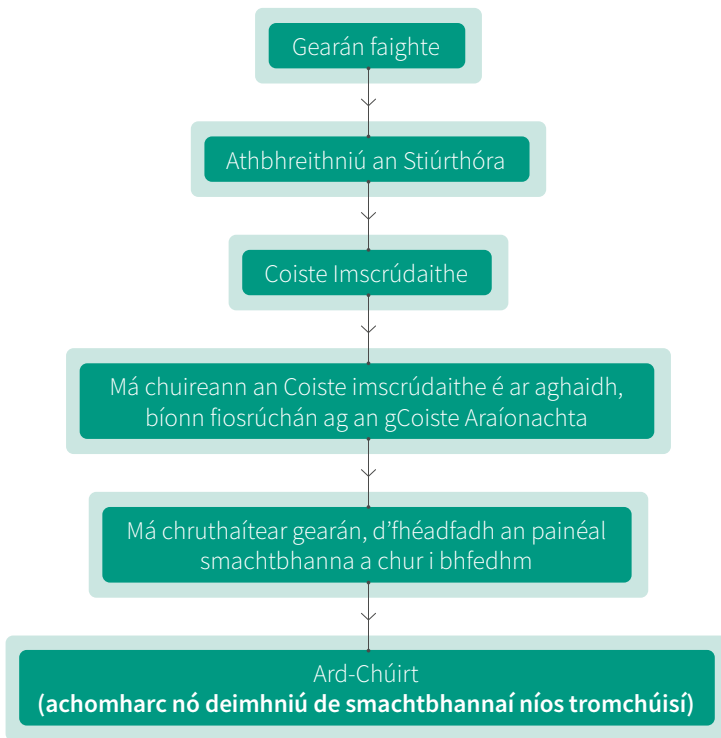 Gearán faighte
Athbhreithniú an Stiúrthóra
Coiste Imscrúdaithe
Má chuireann an Coiste imscrúdaithe é ar aghaidh,
bíonn fiosrúchán ag an gCoiste Araíonachta
Má chruthaítear gearán, d'fhéadfadh an painéal
smachtbhanna a chur i bhfedhm
Ard-Chúirt
(achomharc nó deimhniú de smachtbhannaí níos tromchúisí)